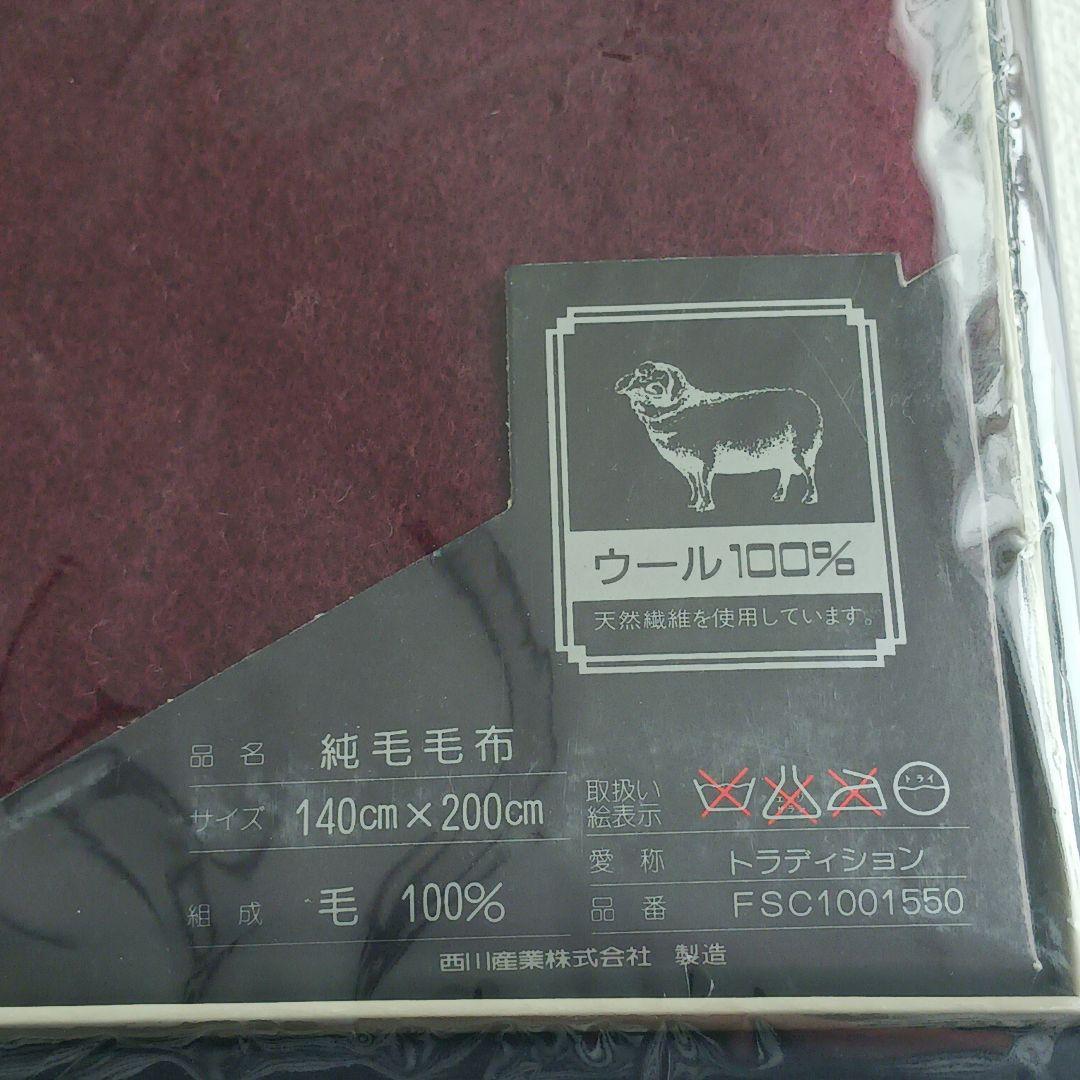 ウール100%
天然繊維を使用しています。
品名 純毛毛布
サイズ 140cm×200cm
組成 毛 100%
取扱い
絵表示
ドライ
愛称 トラディション
品番 FSC1001550
西川産業株式会社 製造